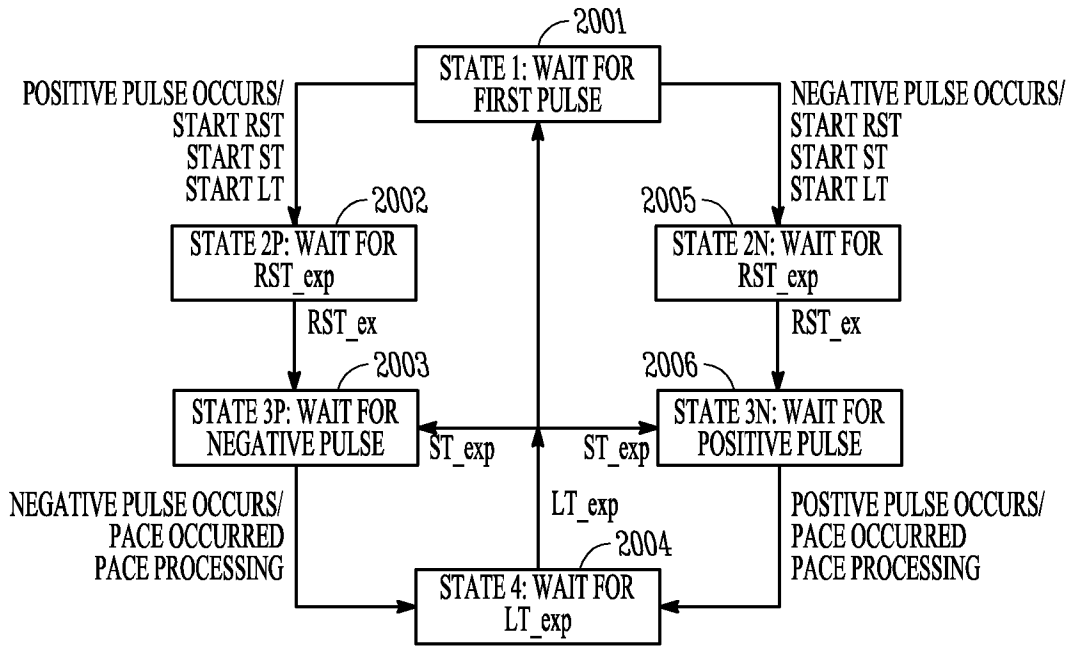 2001
STATE 1: WAIT FOR
FIRST PULSE
POSITIVE PULSE OCCURS/
START RST
START ST
START LT
NEGATIVE PULSE OCCURS/
START RST
START ST
START LT
2002
STATE 2P: WAIT FOR
RST_exp
2005
STATE 2N: WAIT FOR
RST_exp
RST_ex
RST_ex
2003
STATE 3P: WAIT FOR
NEGATIVE PULSE
2006
STATE 3N: WAIT FOR
POSITIVE PULSE
ST_exp
ST_exp
NEGATIVE PULSE OCCURS/
PACE OCCURRED
PACE PROCESSING
LT_exp
POSTIVE PULSE OCCURS/
PACE OCCURRED
PACE PROCESSING
2004
STATE 4: WAIT FOR
LT_exp